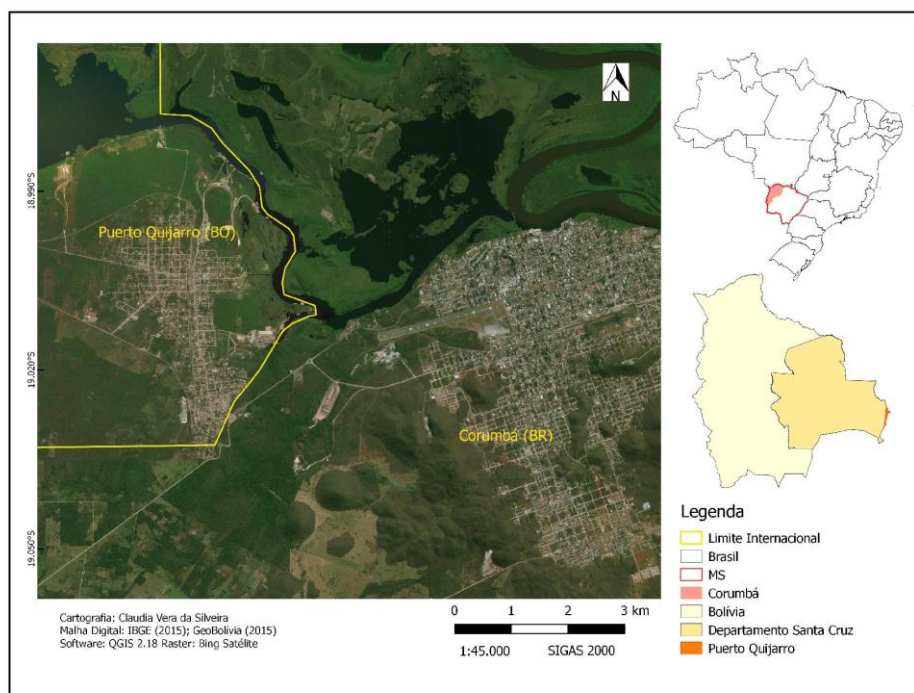 N
18.990°S
19.020°S
19.050°S
Puerto Quijarro (BO)
Corumbá (BR)
Legenda
Limite Internacional
Brasil
MS
Corumbá
Bolívia
Departamento Santa Cruz
Puerto Quijarro
Cartografia: Claudia Vera da Silveira
Malha Digital: IBGE (2015); GeoBolivia (2015)
Software: QGIS 2.18 Raster: Bing Satélite
0 1 2 3 km
1:45.000 SIGAS 2000